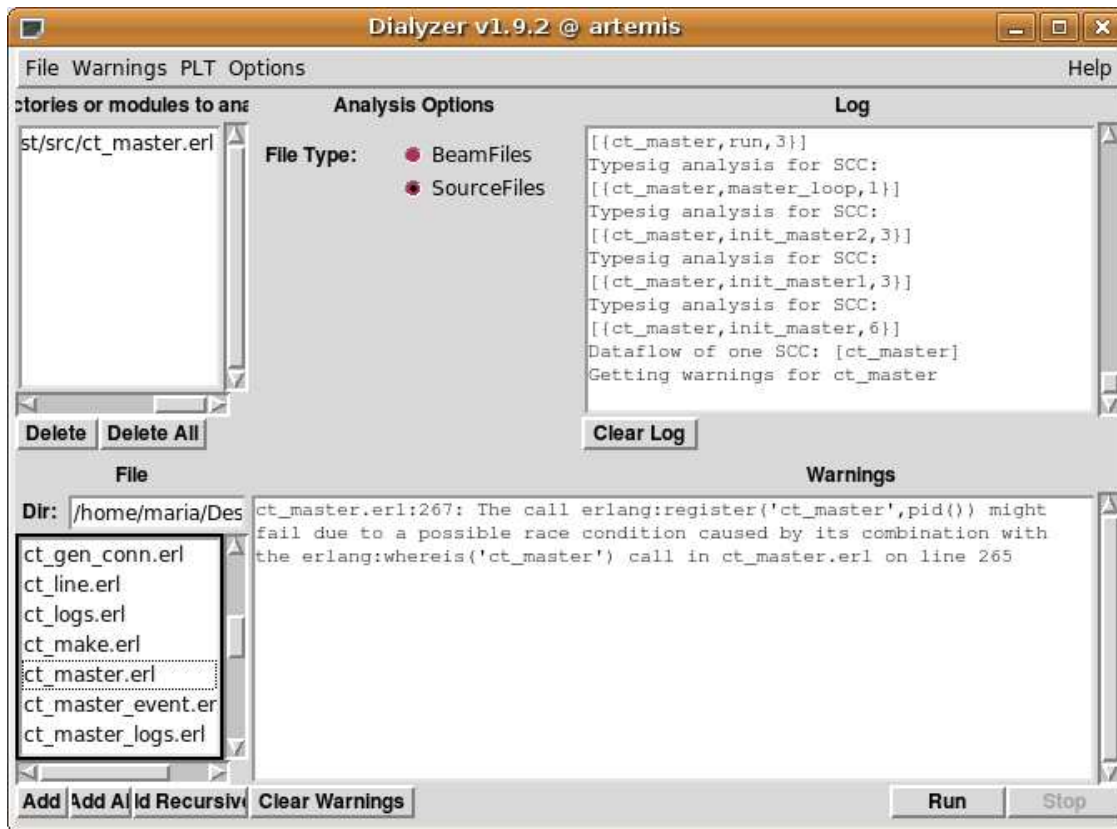 Dialyzer v1.9.2 @ artemis
File Warnings PLT Options Help
ctories or modules to ana
Analysis Options
Log
st/src/ct_master.erl
File Type:
BeamFiles
SourceFiles
[{ct_master,run,3}]
Typesig analysis for SCC:
[{ct_master,master_loop,1}]
Typesig analysis for SCC:
[{ct_master,init_master2,3}]
Typesig analysis for SCC:
[{ct_master,init_master1,3}]
Typesig analysis for SCC:
[{ct_master,init_master,6}]
Dataflow of one SCC: [ct_master]
Getting warnings for ct_master
Delete Delete All
Clear Log
File
Warnings
Dir: /home/maria/Des
ct_gen_conn.erl
ct_line.erl
ct_logs.erl
ct_make.erl
ct_master.erl
ct_master_event.er
ct_master_logs.erl
ct_master.erl:267: The call erlang:register('ct_master',pid()) might
fail due to a possible race condition caused by its combination with
the erlang:whereis('ct_master') call in ct_master.erl on line 265
Add Add Al ld Recursiv Clear Warnings Run Stop